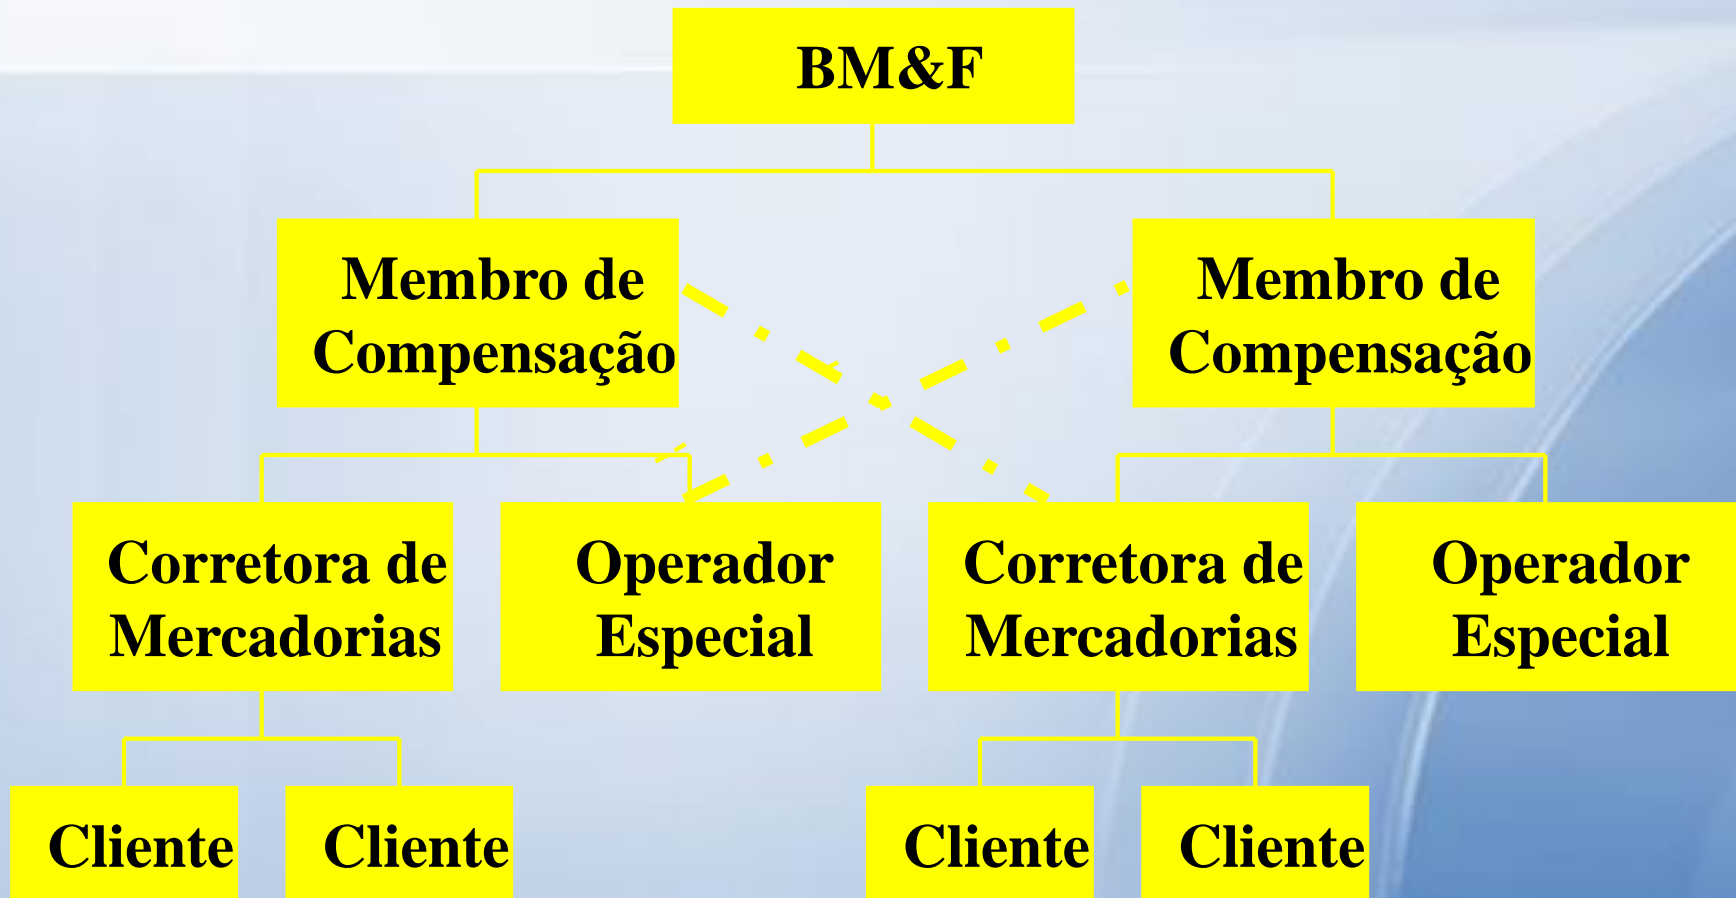 BM&F
Membro de
Compensação
Membro de
Compensação
Corretora de
Mercadorias
Operador
Especial
Corretora de
Mercadorias
Operador
Especial
Cliente
Cliente
Cliente
Cliente